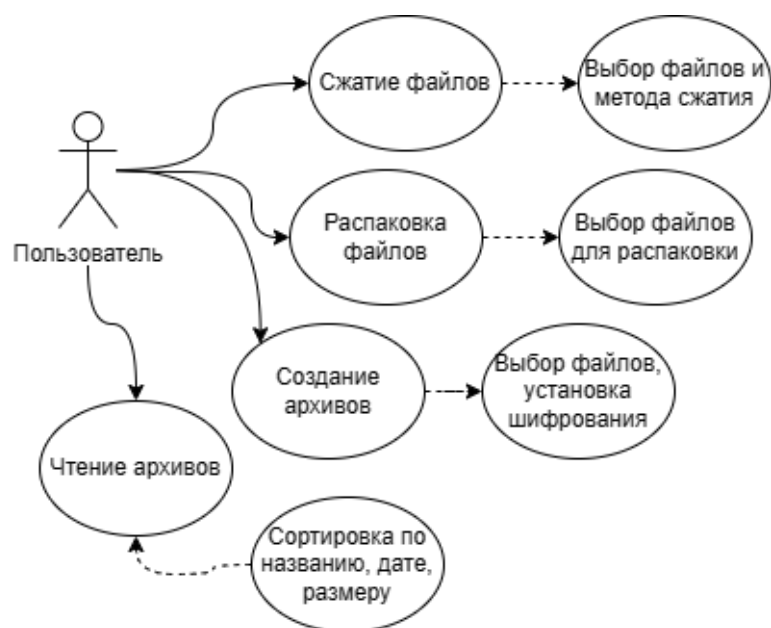 Сжатие файлов
Выбор файлов и
метода сжатия
Пользователь
Распаковка
файлов
Выбор файлов
для распаковки
Создание
архивов
Выбор файлов,
установка
шифрования
Чтение архивов
Сортировка по
названию, дате,
размеру